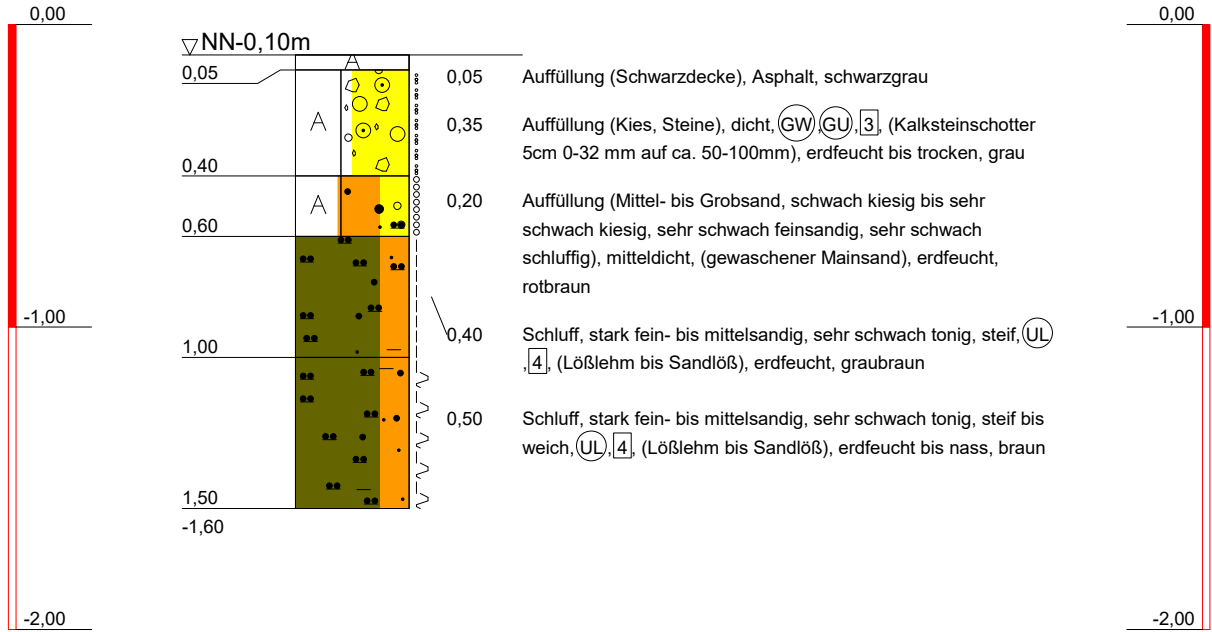 0,00
0,00
NN-0,10m
A
0,05
0,05 Auffüllung (Schwarzdecke), Asphalt, schwarzgrau
A
0,35 Auffüllung (Kies, Steine), dicht, GW, GU, 3, (Kalksteinschotter
5cm 0-32 mm auf ca. 50-100mm), erdfeucht bis trocken, grau
0,40
A
0,20 Auffüllung (Mittel- bis Grobsand, schwach kiesig bis sehr
schwach kiesig, sehr schwach feinsandig, sehr schwach
schluffig), mitteldicht, (gewaschener Mainsand), erdfeucht,
rotbraun
0,60
-1,00
-1,00
0,40 Schluff, stark fein- bis mittelsandig, sehr schwach tonig, steif, UL
, 4, (Lößlehm bis Sandlöß), erdfeucht, graubraun
1,00
0,50 Schluff, stark fein- bis mittelsandig, sehr schwach tonig, steif bis
weich, UL, 4, (Lößlehm bis Sandlöß), erdfeucht bis nass, braun
1,50
-1,60
-2,00
-2,00